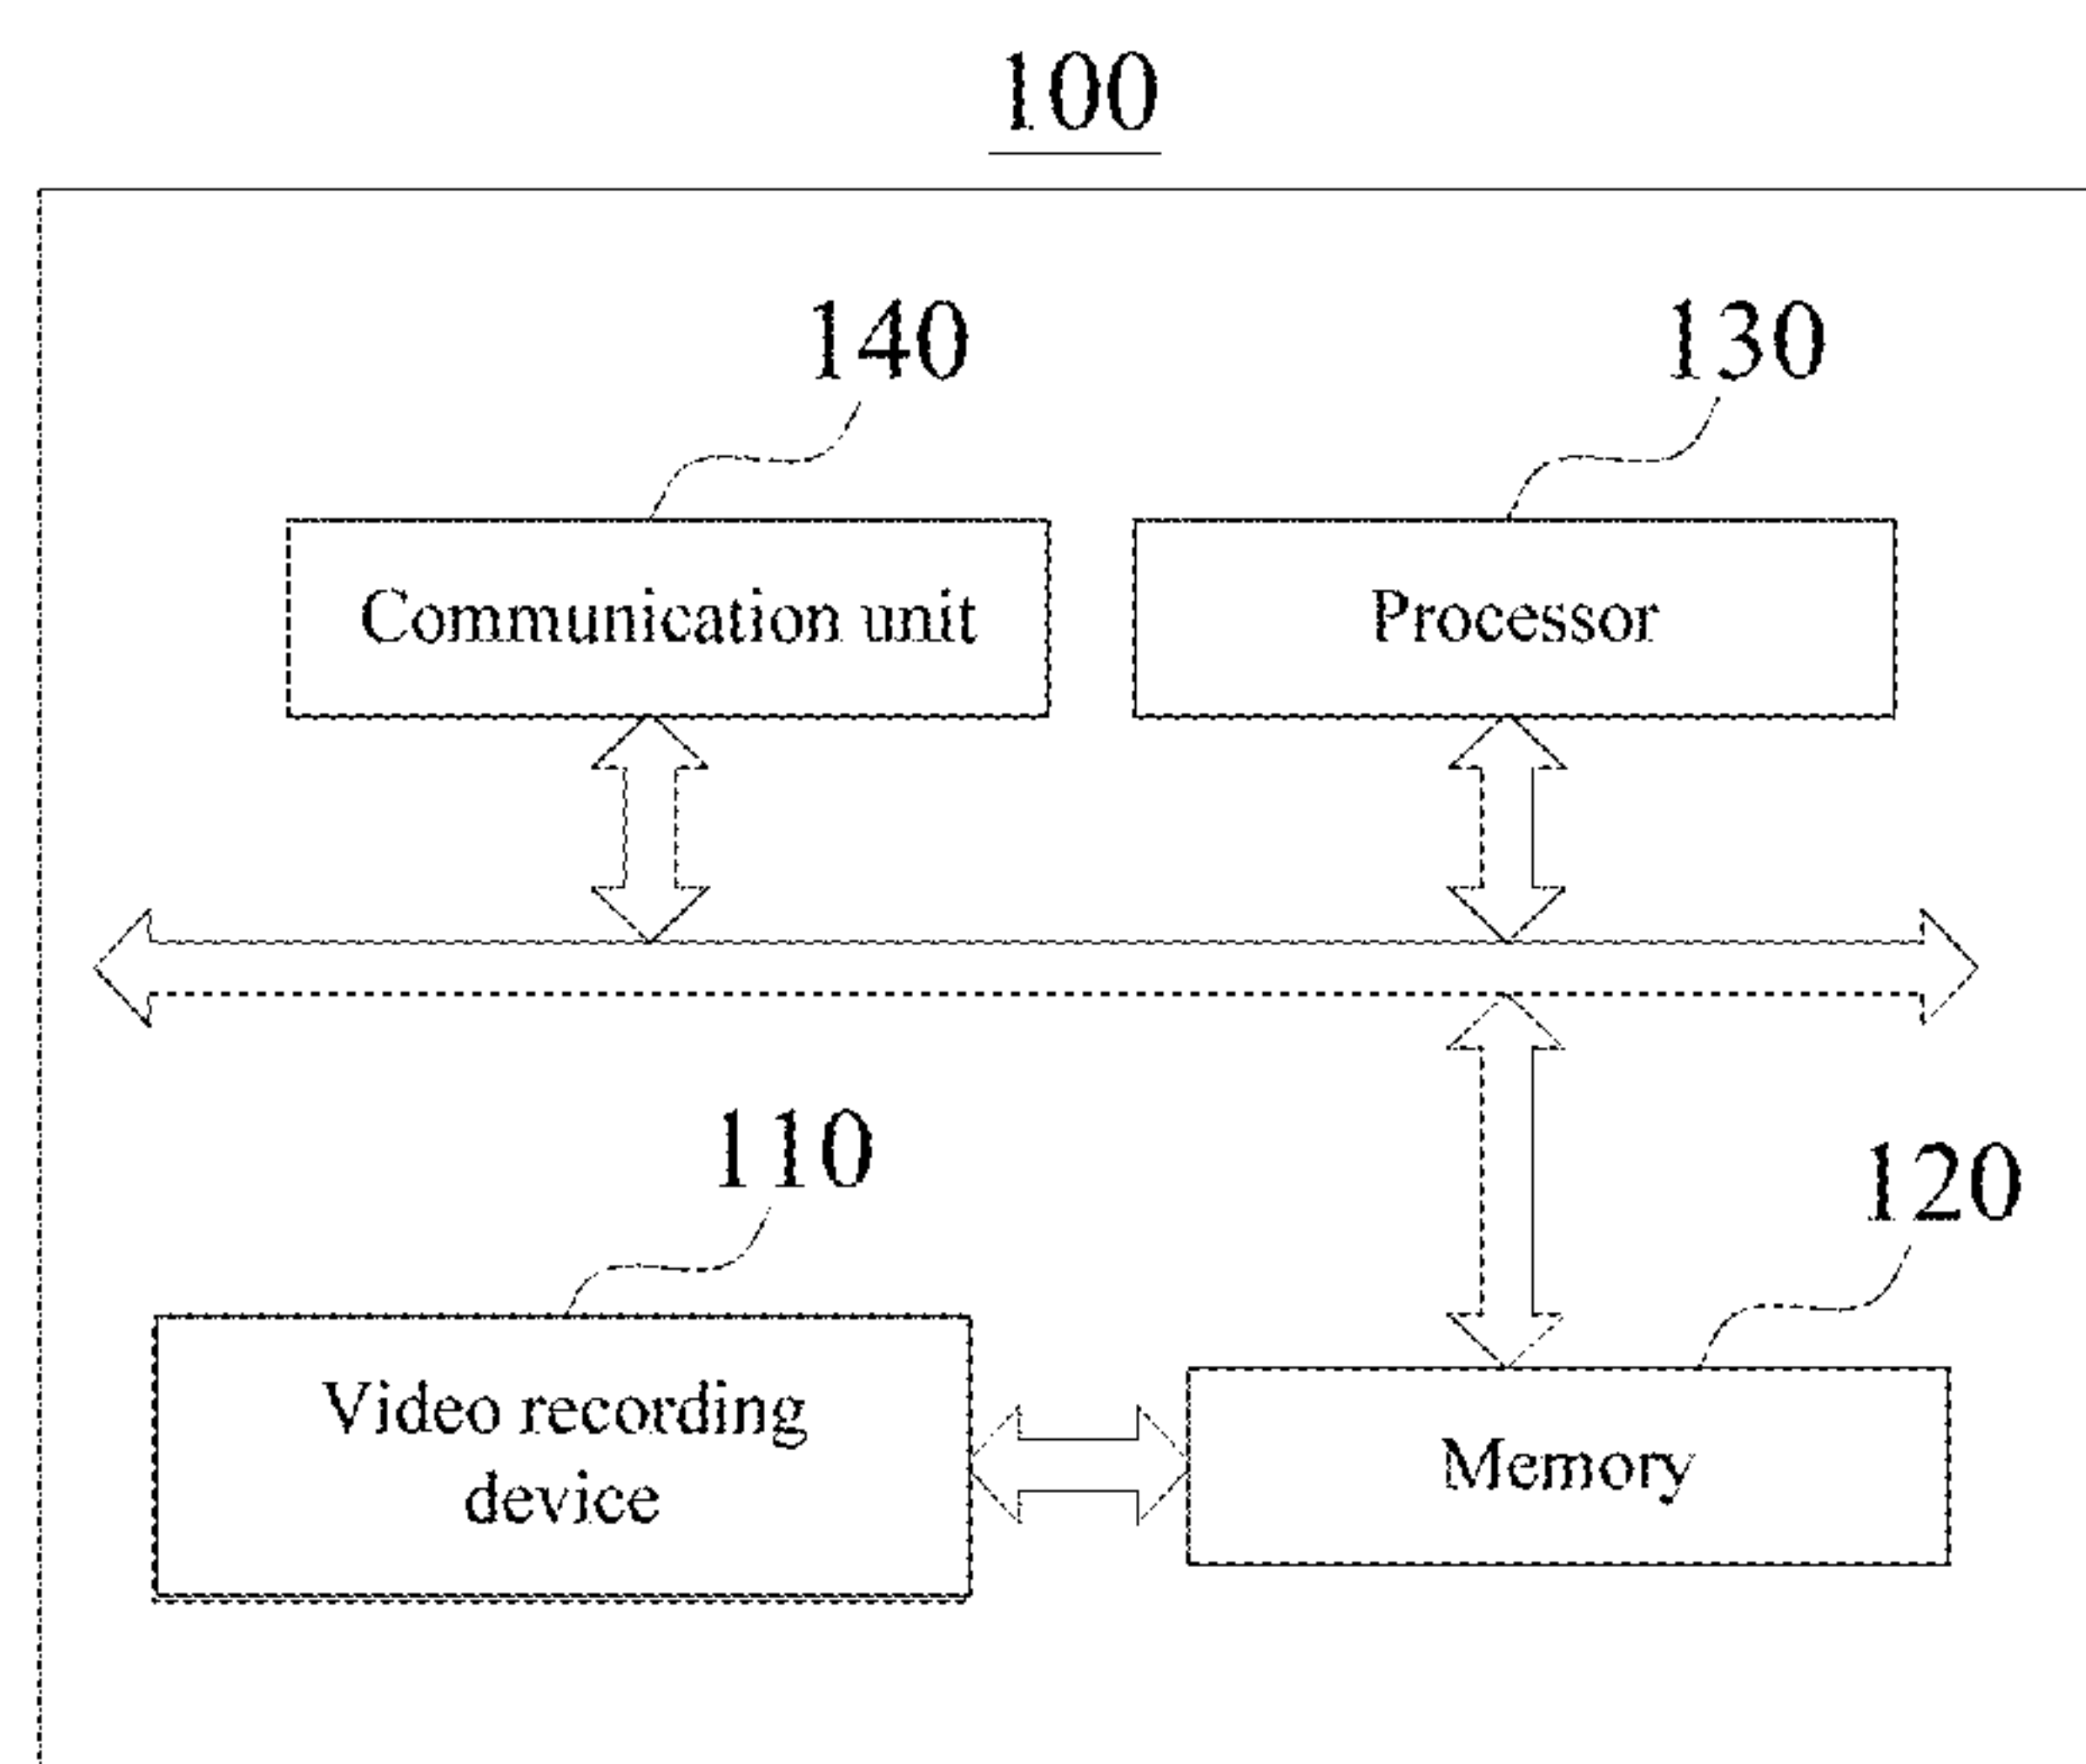 100
140
130
Communication unit
Processor
110
120
Video recording
device
Memory